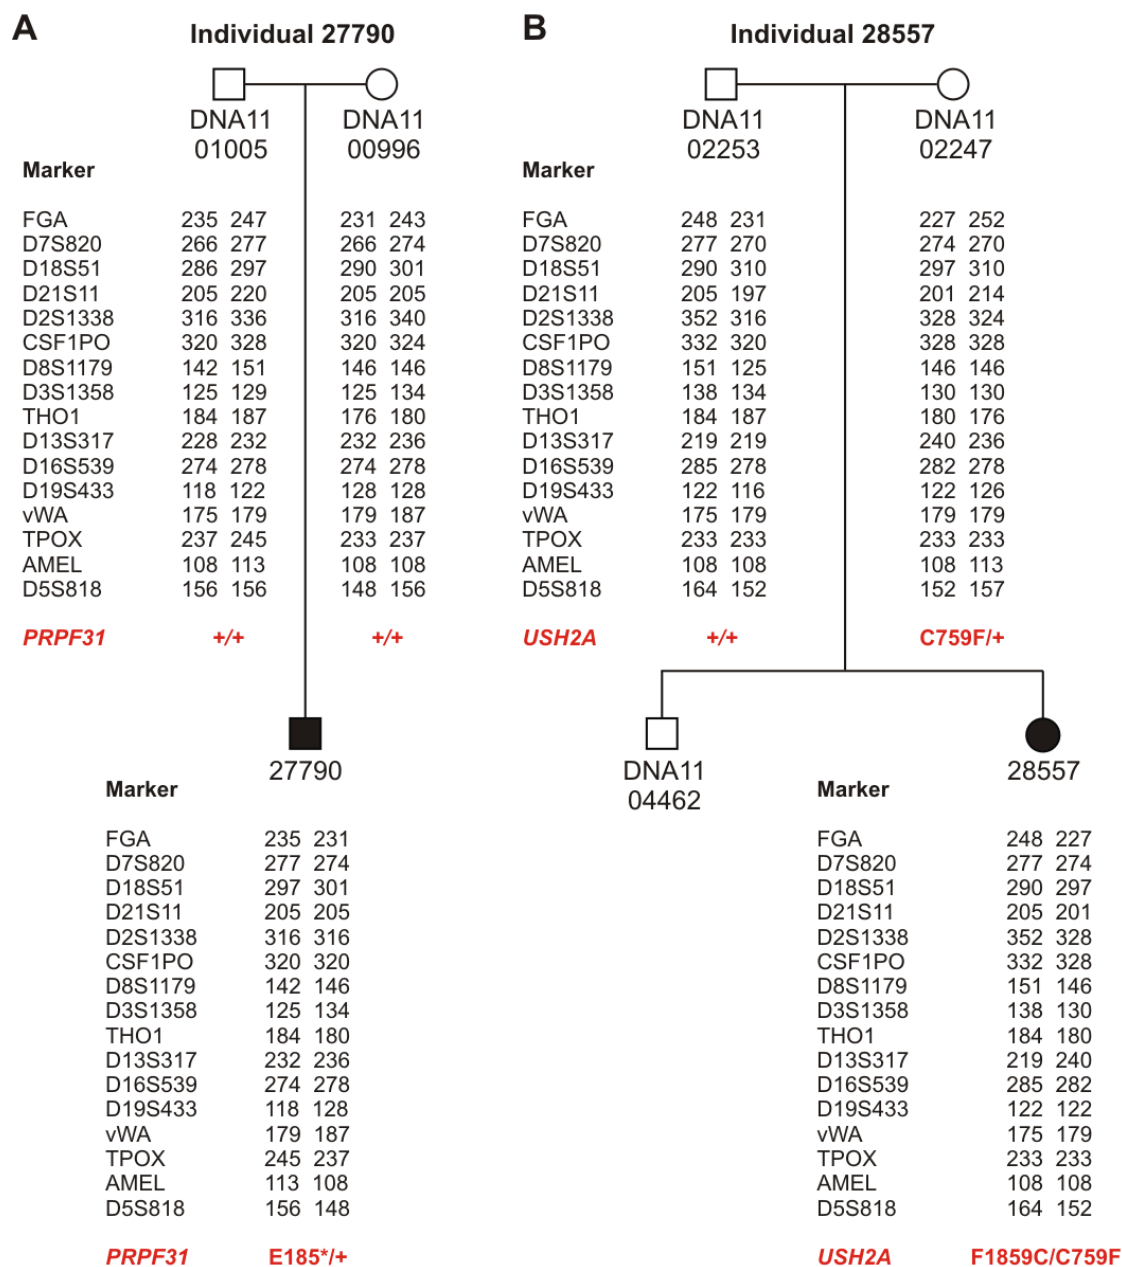 A
Individual 27790
DNA11
01005
DNA11
00996
Marker
FGA 235 247 231 243
D7S820 266 277 266 274
D18S51 286 297 290 301
D21S11 205 220 205 205
D2S1338 316 336 316 340
CSF1PO 320 328 320 324
D8S1179 142 151 146 146
D3S1358 125 129 125 134
THO1 184 187 176 180
D13S317 228 232 232 236
D16S539 274 278 274 278
D19S433 118 122 128 128
vWA 175 179 179 187
TPOX 237 245 233 237
AMEL 108 113 108 108
D5S818 156 156 148 156
PRPF31 +/+ +/+
27790
Marker
FGA 235 231
D7S820 277 274
D18S51 297 301
D21S11 205 205
D2S1338 316 316
CSF1PO 320 320
D8S1179 142 146
D3S1358 125 134
THO1 184 180
D13S317 232 236
D16S539 274 278
D19S433 118 128
vWA 179 187
TPOX 245 237
AMEL 113 108
D5S818 156 148
PRPF31 E185*/+
B
Individual 28557
DNA11
02253
DNA11
02247
Marker
FGA 248 231 227 252
D7S820 277 270 274 270
D18S51 290 310 297 310
D21S11 205 197 201 214
D2S1338 352 316 328 324
CSF1PO 332 320 328 328
D8S1179 151 125 146 146
D3S1358 138 134 130 130
THO1 184 187 180 176
D13S317 219 219 240 236
D16S539 285 278 282 278
D19S433 122 116 122 126
vWA 175 179 179 179
TPOX 233 233 233 233
AMEL 108 108 108 113
D5S818 164 152 152 157
USH2A +/+ C759F/+
DNA11
04462
28557
Marker
FGA 248 227
D7S820 277 274
D18S51 290 297
D21S11 205 201
D2S1338 352 328
CSF1PO 332 328
D8S1179 151 146
D3S1358 138 130
THO1 184 180
D13S317 219 240
D16S539 285 282
D19S433 122 122
vWA 175 179
TPOX 233 233
AMEL 108 108
D5S818 164 152
USH2A F1859C/C759F